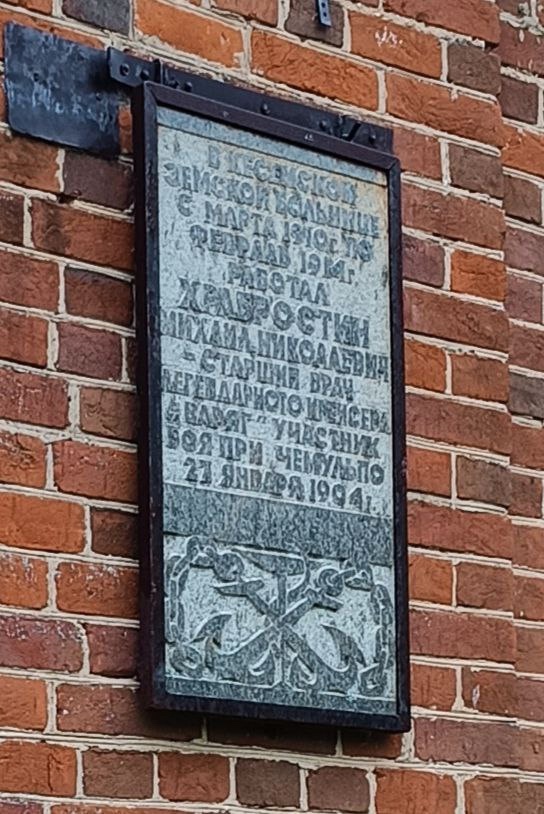 В КЕСЕМСКОЙ
ЗЕМСКОЙ БОЛЬНИЦЕ
С МАРТА 1910г. ПО
ФЕВРАЛЬ 1914г.
РАБОТАЛ
ХРАБРОСТИН
МИХАИЛ НИКОЛАЕВИЧ
- СТАРШИЙ ВРАЧ
ЛЕГЕНДАРНОГО КРЕЙСЕРА
„ВАРЯГ" УЧАСТНИК
БОЯ ПРИ ЧЕМУЛЬПО
27 ЯНВАРЯ 1904г.